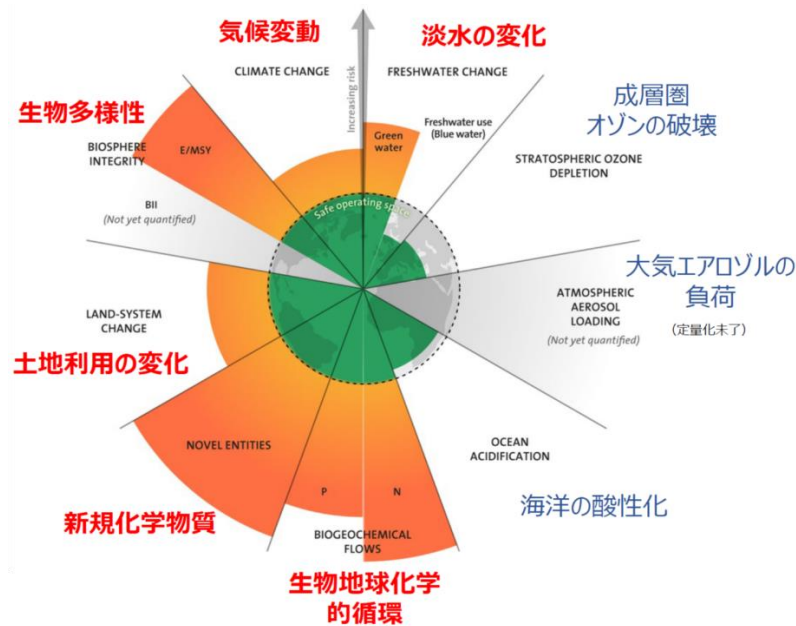 気候変動
淡水の変化
CLIMATE CHANGE
FRESHWATER CHANGE
Increasing risk
生物多様性
BIOSPHERE
INTEGRITY
E/MSY
Green
water
Freshwater use
(Blue water)
成層圏
オゾンの破壊
STRATOSPHERIC OZONE
DEPLETION
BII
(Not yet quantified)
Safe operating space
大気エアロゾルの
負荷
(定量化未了)
ATMOSPHERIC
AEROSOL
LOADING
(Not yet quantified)
LAND-SYSTEM
CHANGE
土地利用の変化
NOVEL ENTITIES
新規化学物質
P
N
BIOGEOCHEMICAL
FLOWS
生物地球化学
的循環
OCEAN
ACIDIFICATION
海洋の酸性化